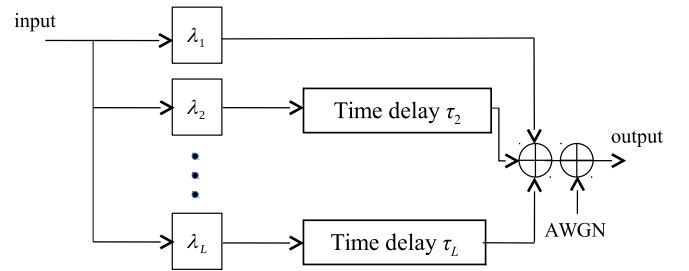 input
λ1
λ2
Time delay τ2
output
λL
Time delay τL
AWGN